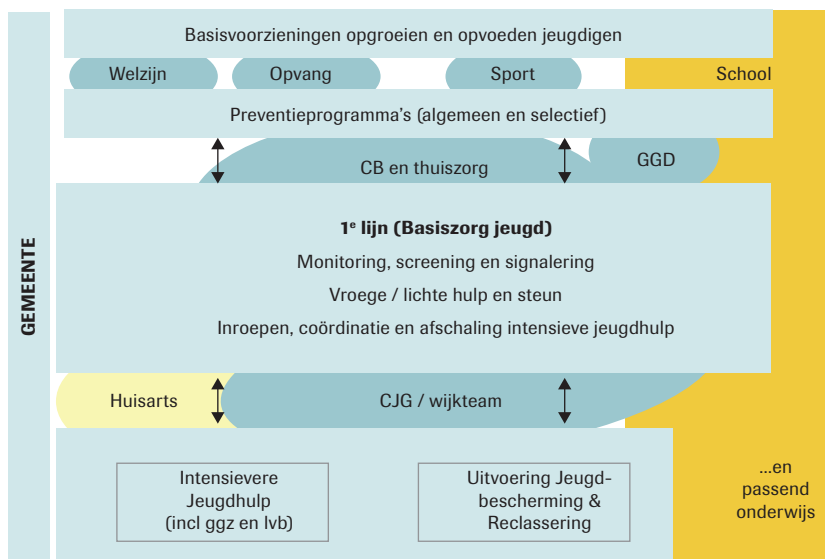 GEMEENTE
Basisvoorzieningen opgroeien en opvoeden jeugdigen
Welzijn
Opvang
Sport
School
Preventieprogramma's (algemeen en selectief)
CB en thuiszorg
GGD
1e lijn (Basiszorg jeugd)
Monitoring, screening en signalering
Vroege / lichte hulp en steun
Inroepen, coördinatie en afschaling intensieve jeugdhulp
Huisarts
CJG / wijkteam
Intensievere
Jeugdhulp
(incl ggz en lvb)
Uitvoering Jeugd-
bescherming &
Reclassering
...en
passend
onderwijs